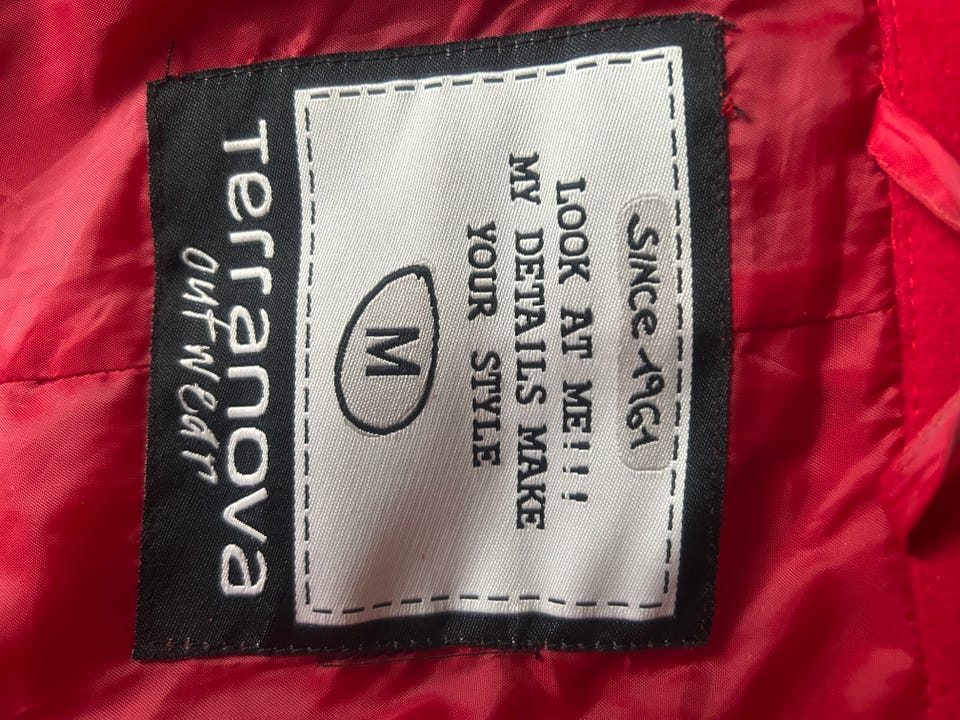 SINCe 1961
LOOK AT ME!!!
MY DETAILS MAKE
YOUR STYLE
M
Terranova
outwear